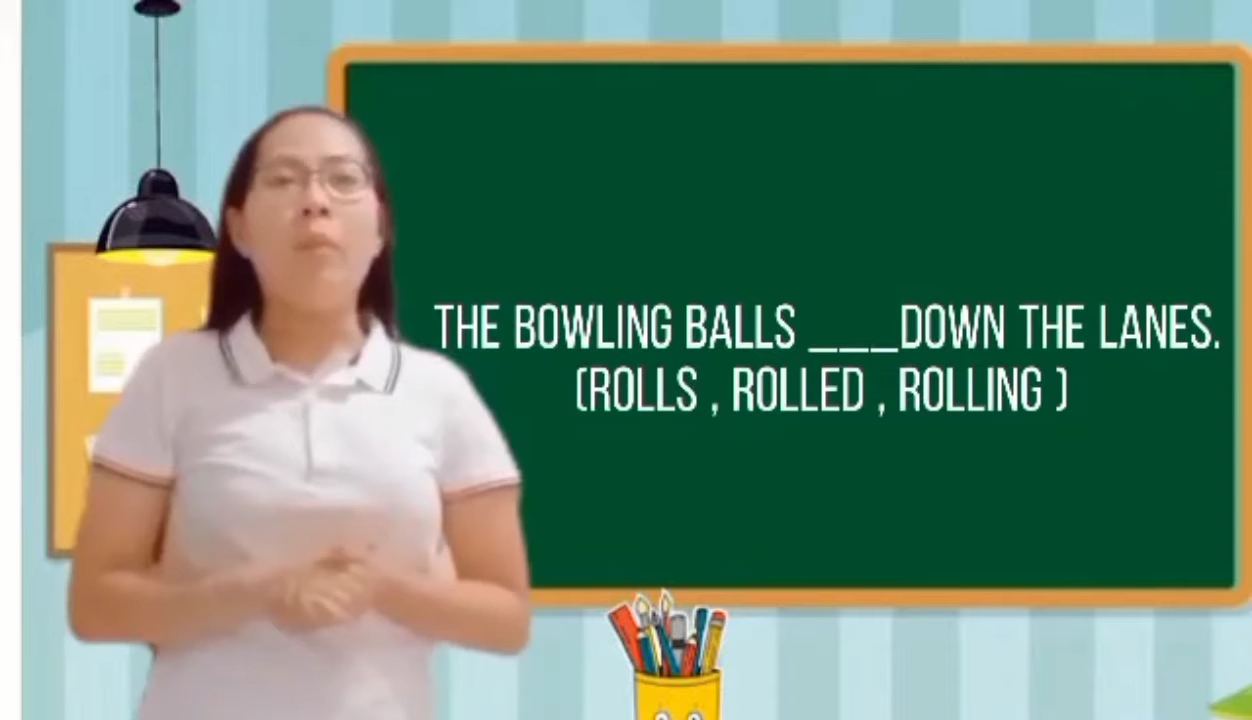 THE BOWLING BALLS ___DOWN THE LANES.
(ROLLS , ROLLED , ROLLING )